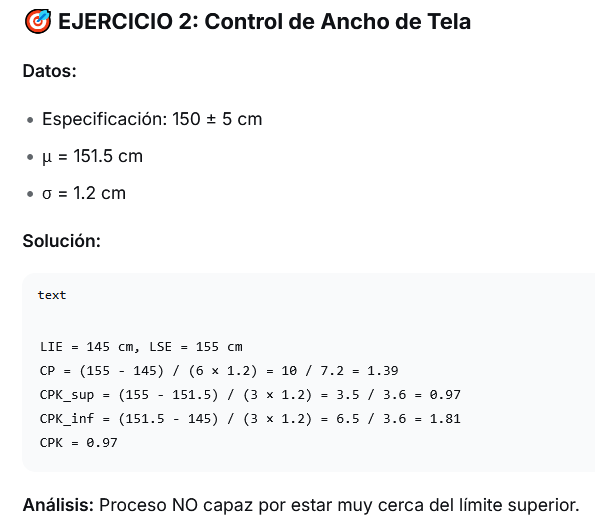 🎯 EJERCICIO 2: Control de Ancho de Tela
Datos:
• Especificación: 150 ± 5 cm
• μ = 151.5 cm
• σ = 1.2 cm
Solución:
text
LIE = 145 cm, LSE = 155 cm
CP = (155 - 145) / (6 × 1.2) = 10 / 7.2 = 1.39
CPK_sup = (155 - 151.5) / (3 × 1.2) = 3.5 / 3.6 = 0.97
CPK_inf = (151.5 - 145) / (3 × 1.2) = 6.5 / 3.6 = 1.81
CPK = 0.97
Análisis: Proceso NO capaz por estar muy cerca del límite superior.